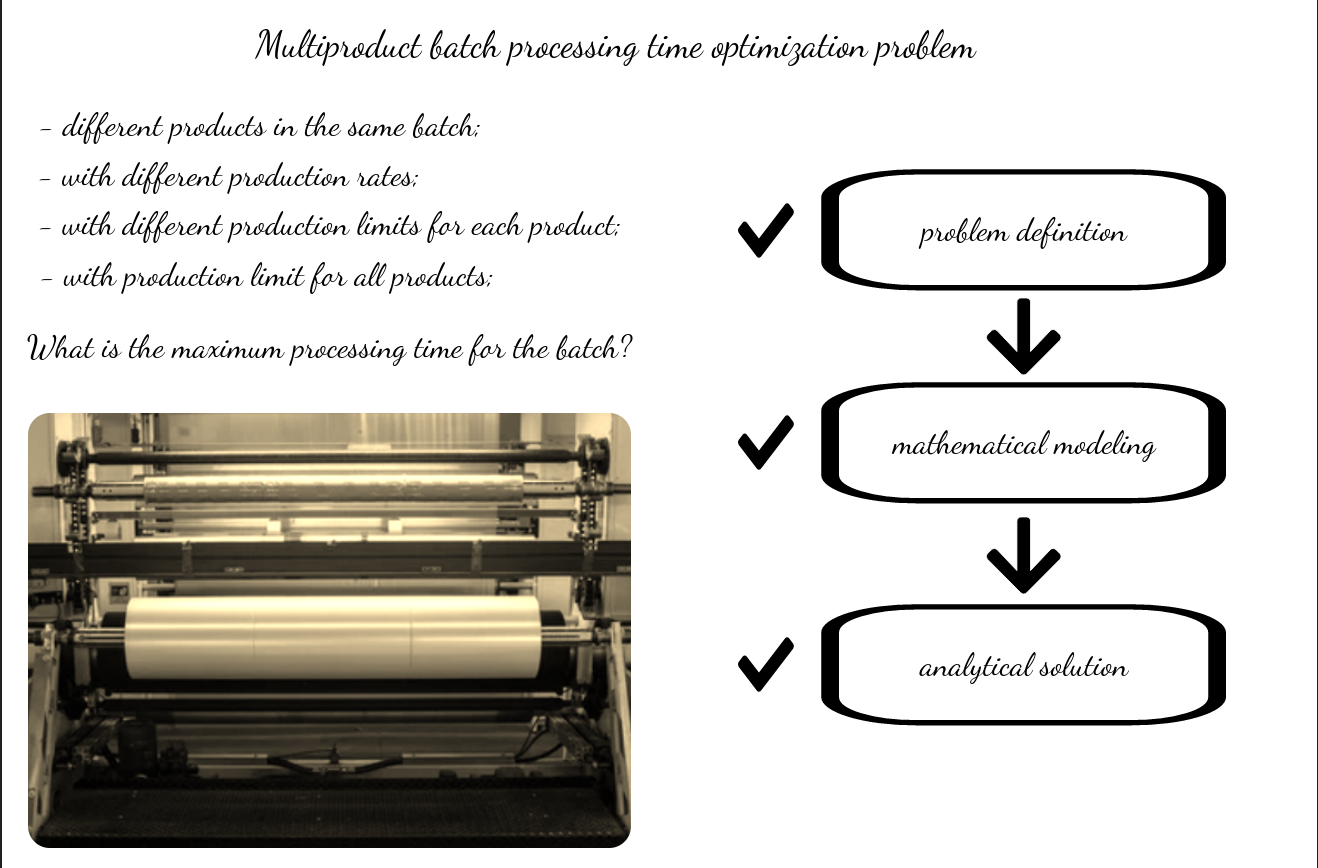 Multiproduct batch processing time optimization problem
- different products in the same batch;
- with different production rates;
- with different production limits for each product;
- with production limit for all products;
What is the maximum processing time for the batch?
problem definition
mathematical modeling
analytical solution